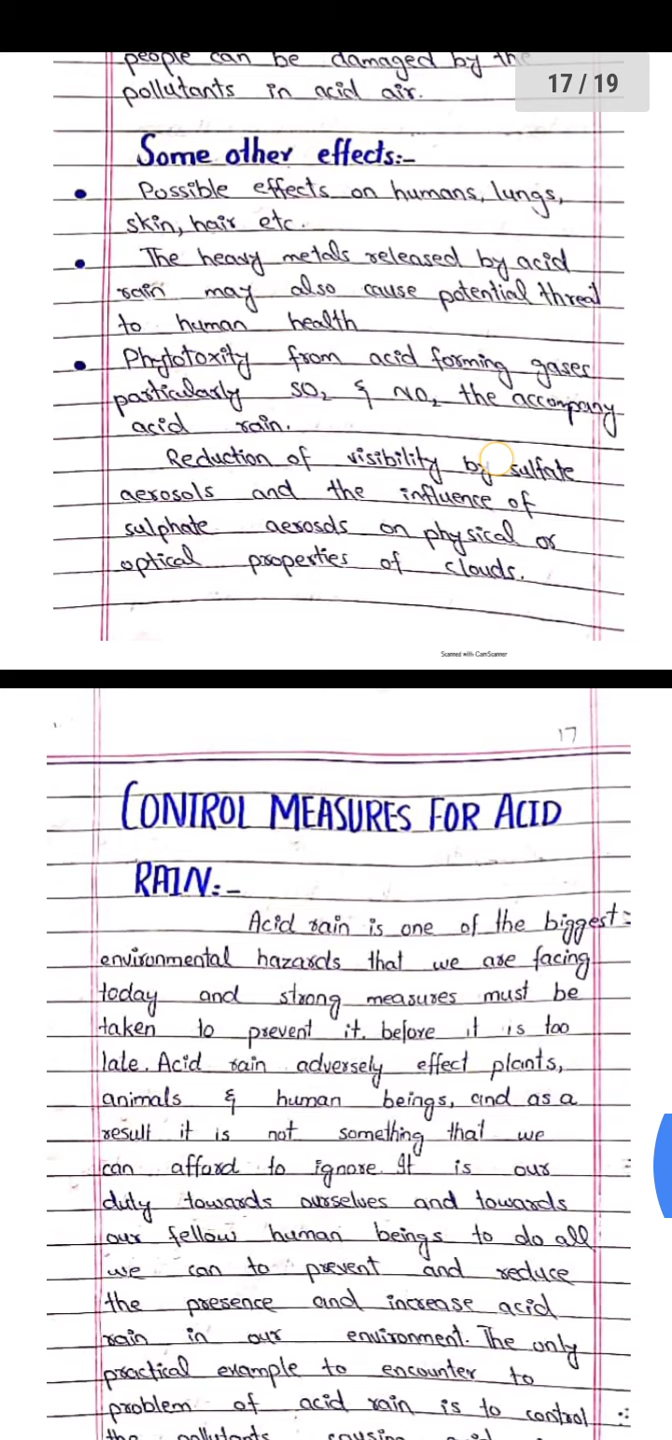 people can be damaged by the
pollutants in acid air.
17 / 19
Some other effects:-
• Possible effects on humans, lungs,
skin, hair etc.
• The heavy metals released by acid
rain may also cause potential threat
to human health
• Phytotoxity from acid forming gases
particularly SO₂ & NO₂ the accompany
acid rain.
Reduction of visibility by sulfate
aerosols and the influence of
sulphate aerosols on physical or
optical properties of clouds.
Scanned with CamScanner
17
CONTROL MEASURES FOR ACID
RAIN:-
Acid rain is one of the biggest
environmental hazards that we are facing
today and strong measures must be
taken to prevent it. before it is too
late. Acid rain adversely effect plants,
animals & human beings, and as a
result it is not something that we
can afford to ignore. It is our
duty towards ourselves and towards
our fellow human beings to do all
we can to prevent and reduce
the presence and increase acid
rain in our environment. The only
practical example to encounter to
problem of acid rain is to control
the pollutants causing